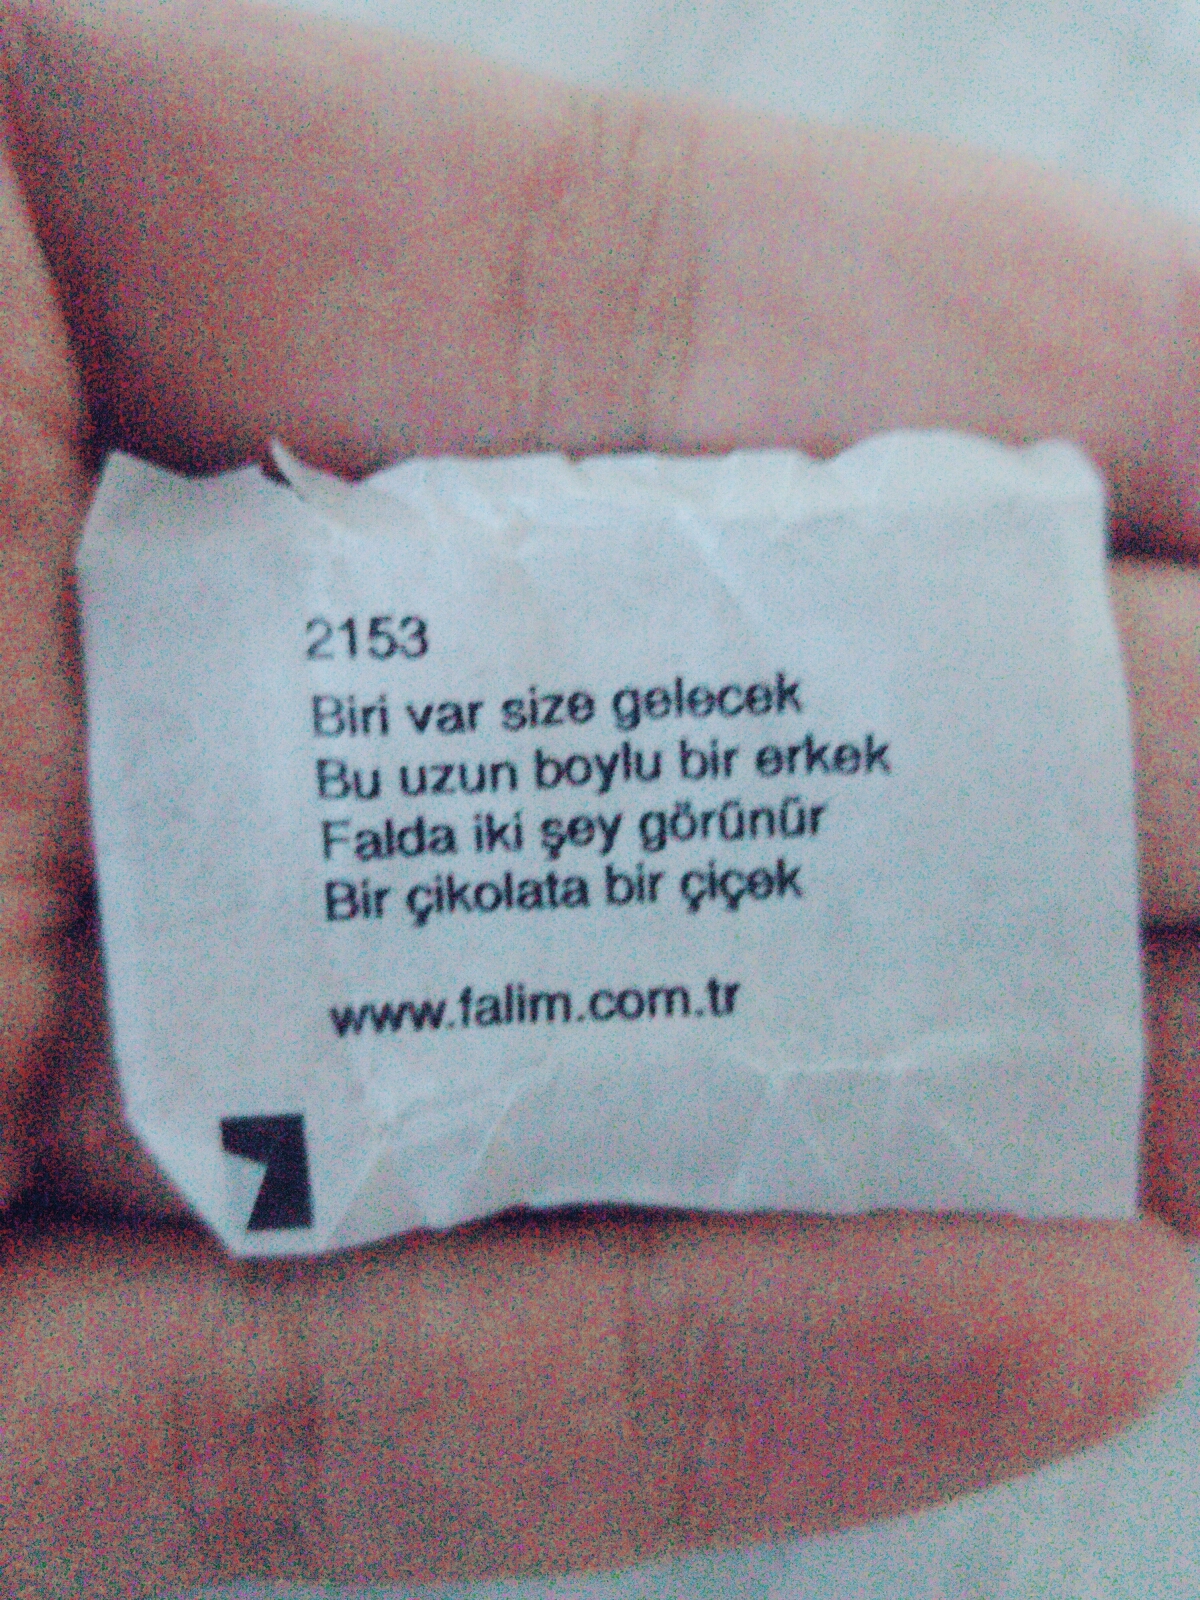 2153
Biri var size gelecek
Bu uzun boylu bir erkek
Falda iki şey görünür
Bir çikolata bir çiçek
www.falim.com.tr